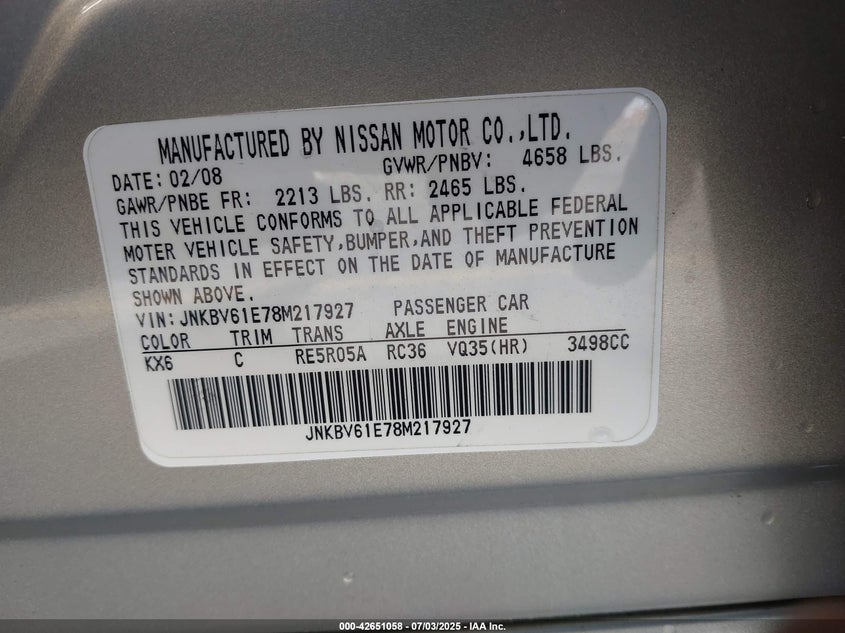 MANUFACTURED BY NISSAN MOTOR CO.,LTD.
DATE: 02/08 GVWR/PNBV: 4658 LBS.
GAWR/PNBE FR: 2213 LBS. RR: 2465 LBS.
THIS VEHICLE CONFORMS TO ALL APPLICABLE FEDERAL
MOTER VEHICLE SAFETY,BUMPER,AND THEFT PREVENTION
STANDARDS IN EFFECT ON THE DATE OF MANUFACTURE
SHOWN ABOVE.
VIN: JNKBV61E78M217927 PASSENGER CAR
COLOR TRIM TRANS AXLE ENGINE
KX6 C RE5R05A RC36 VQ35(HR) 3498CC
JNKBV61E78M217927
000-42651058 - 07/03/2025 - IAA Inc.